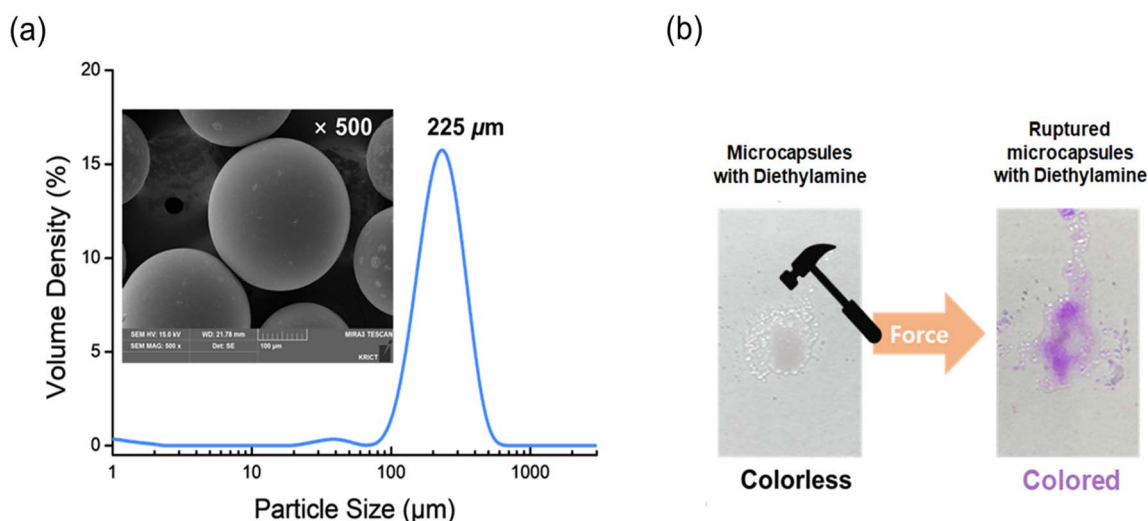 (a)
20
15
10
5
0
Volume Density (%)
1
10
100
1000
Particle Size (µm)
225 µm
× 500
SEM HV: 15.0 kV
WD: 21.78 mm
MIRA3 TESCAN
SEM MAG: 500 x
Det: SE
100 µm
KRICT
(b)
Microcapsules
with Diethylamine
Colorless
Force
Ruptured
microcapsules
with Diethylamine
Colored